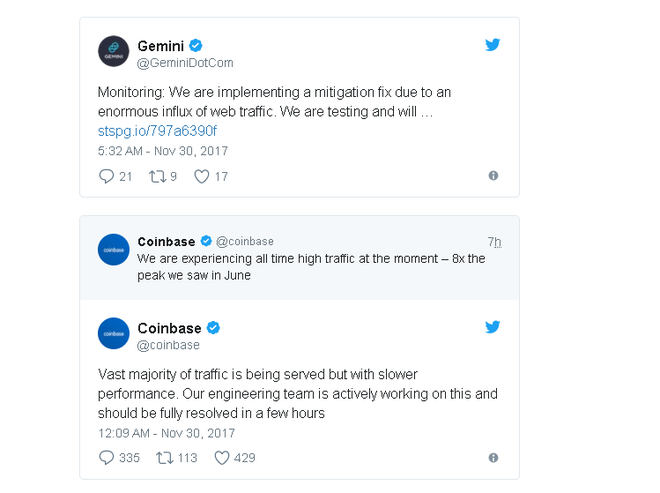 Gemini
@GeminiDotCom
Monitoring: We are implementing a mitigation fix due to an
enormous influx of web traffic. We are testing and will …
stspg.io/797a6390f
5:32 AM - Nov 30, 2017
21 9 17
Coinbase @coinbase 7h
We are experiencing all time high traffic at the moment – 8x the
peak we saw in June
Coinbase
@coinbase
Vast majority of traffic is being served but with slower
performance. Our engineering team is actively working on this and
should be fully resolved in a few hours
12:09 AM - Nov 30, 2017
335 113 429